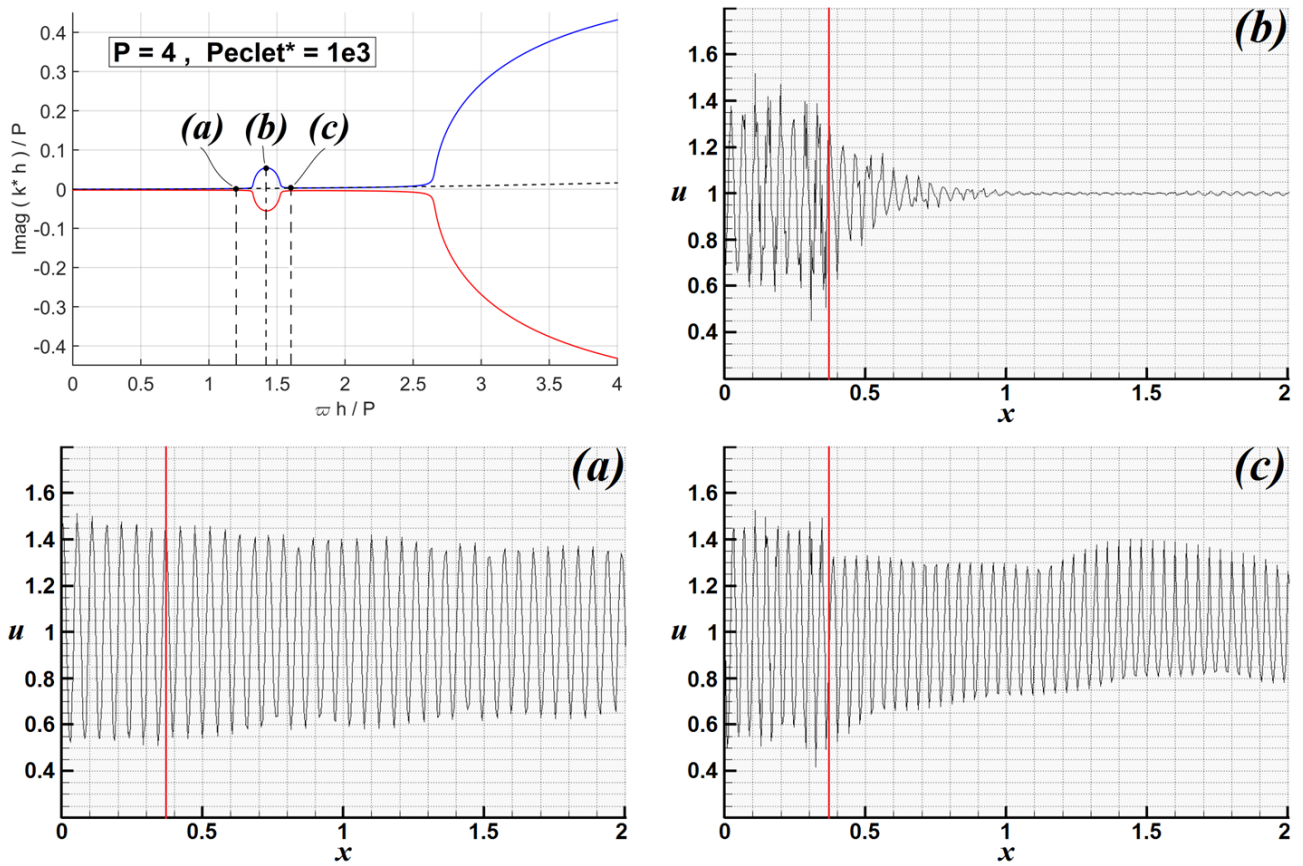 0.4
0.3
0.2
0.1
0
-0.1
-0.2
-0.3
-0.4
Imag ( k* h ) / P
P = 4 , Peclet* = 1e3
(a) (b) (c)
0 0.5 1 1.5 2 2.5 3 3.5 4
ϖ h / P
(b)
1.6
1.4
1.2
u 1
0.8
0.6
0.4
0 0.5 1 1.5 2
x
(a)
1.6
1.4
1.2
u 1
0.8
0.6
0.4
0 0.5 1 1.5 2
x
(c)
1.6
1.4
1.2
u 1
0.8
0.6
0.4
0 0.5 1 1.5 2
x